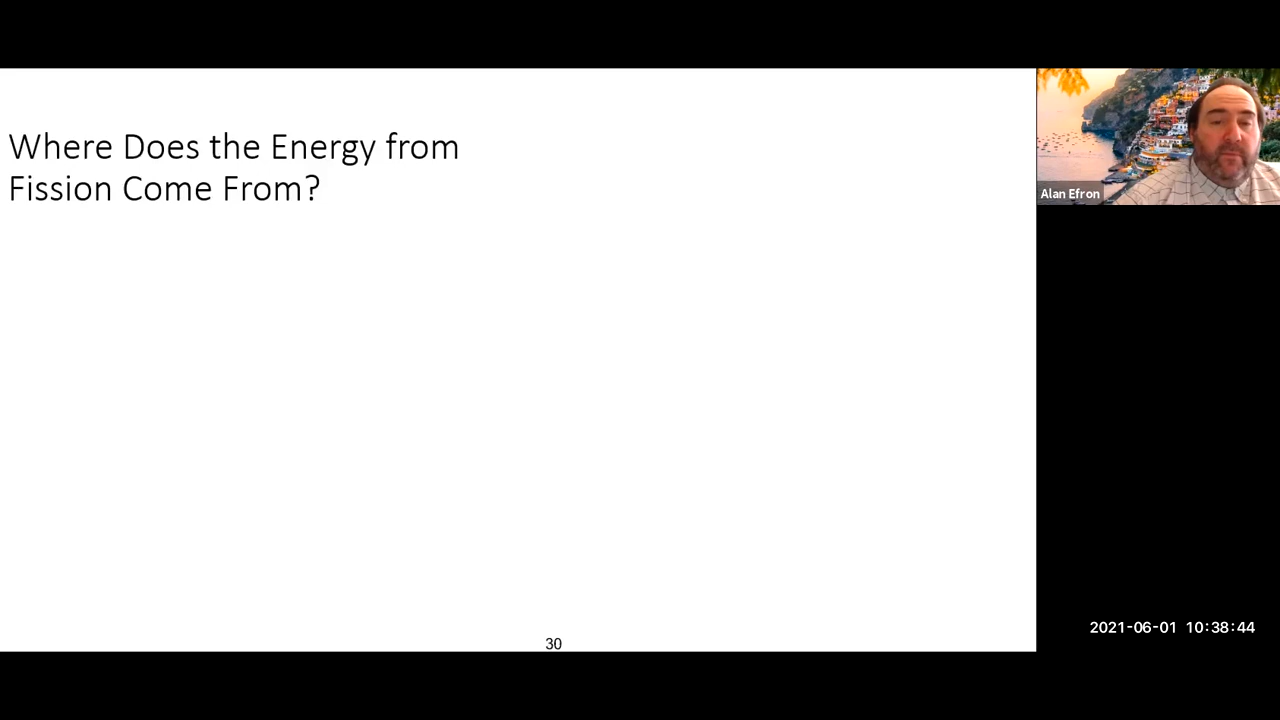 Where Does the Energy from
Fission Come From?
Alan Efron
2021-06-01 10:38:44
30